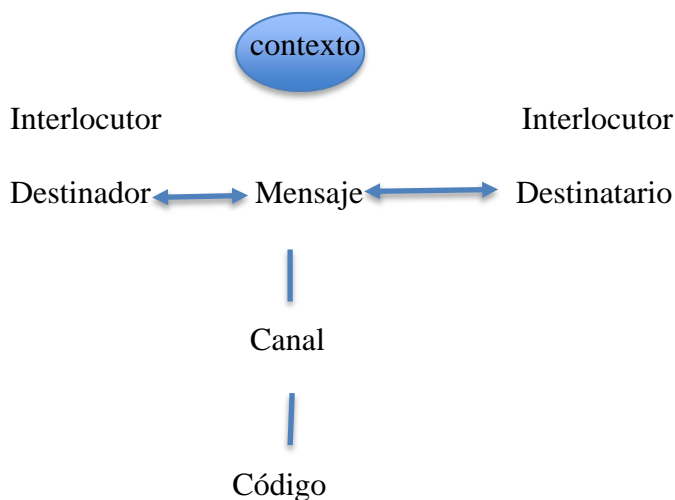 contexto
Interlocutor Interlocutor
Destinador Mensaje Destinatario
Canal
Código